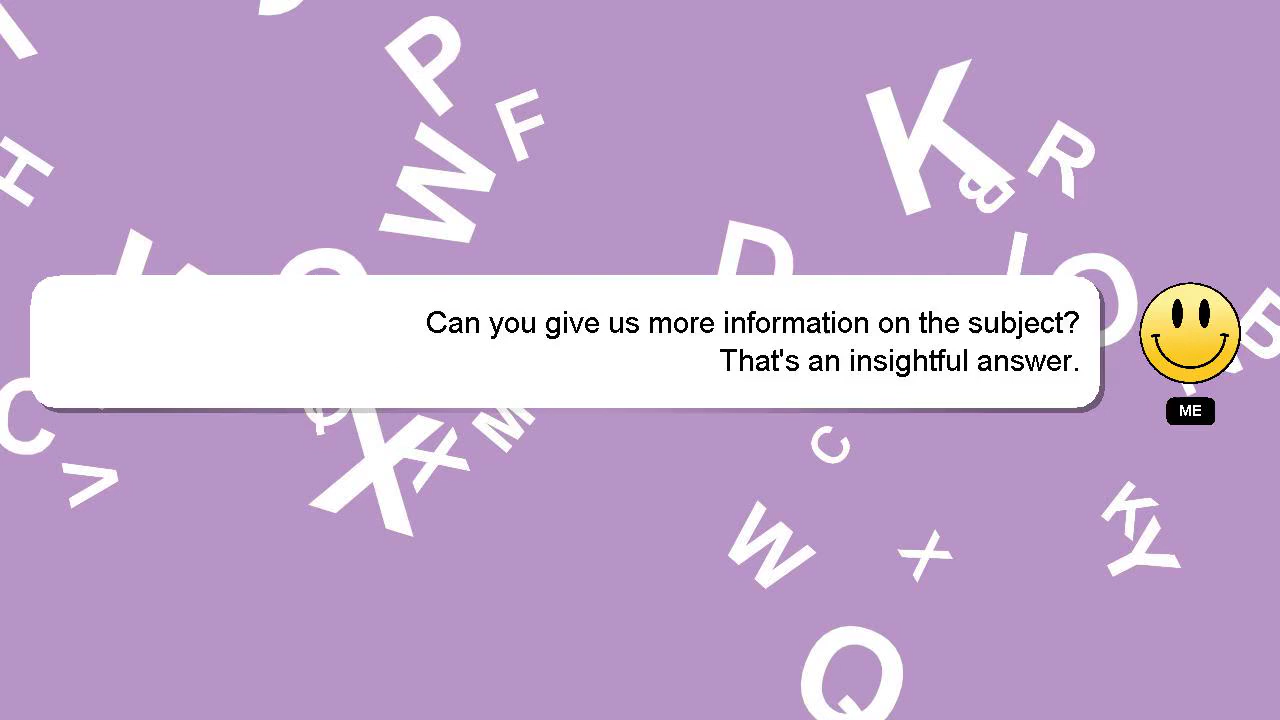 Can you give us more information on the subject?
That's an insightful answer.
ME